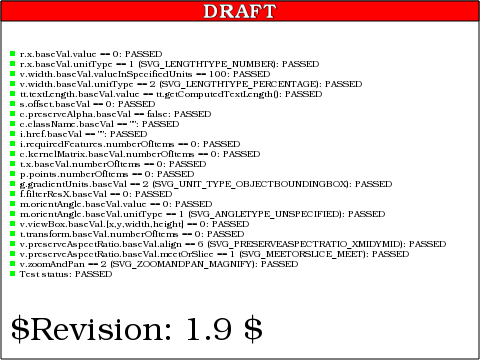 DRAFT
r.x.baseVal.value == 0: PASSED
r.x.baseVal.unitType == 1 (SVG_LENGTHTYPE_NUMBER): PASSED
v.width.baseVal.valueInSpecifiedUnits == 100: PASSED
v.width.baseVal.unitType == 2 (SVG_LENGTHTYPE_PERCENTAGE): PASSED
tt.textLength.baseVal.value == tt.getComputedTextLength(): PASSED
s.offset.baseVal == 0: PASSED
c.preserveAlpha.baseVal == false: PASSED
c.className.baseVal == "": PASSED
i.href.baseVal == "": PASSED
i.requiredFeatures.numberOfItems == 0: PASSED
c.kernelMatrix.baseVal.numberOfItems == 0: PASSED
t.x.baseVal.numberOfItems == 0: PASSED
p.points.numberOfItems == 0: PASSED
g.gradientUnits.baseVal == 2 (SVG_UNIT_TYPE_OBJECTBOUNDINGBOX): PASSED
f.filterResX.baseVal == 0: PASSED
m.orientAngle.baseVal.value == 0: PASSED
m.orientAngle.baseVal.unitType == 1 (SVG_ANGLETYPE_UNSPECIFIED): PASSED
v.viewBox.baseVal.[x,y,width,height] == 0: PASSED
t.transform.baseVal.numberOfItems == 0: PASSED
v.preserveAspectRatio.baseVal.align == 6 (SVG_PRESERVEASPECTRATIO_XMIDYMID): PASSED
v.preserveAspectRatio.baseVal.meetOrSlice == 1 (SVG_MEETORSLICE_MEET): PASSED
v.zoomAndPan == 2 (SVG_ZOOMANDPAN_MAGNIFY): PASSED
Test status: PASSED
$Revision: 1.9 $